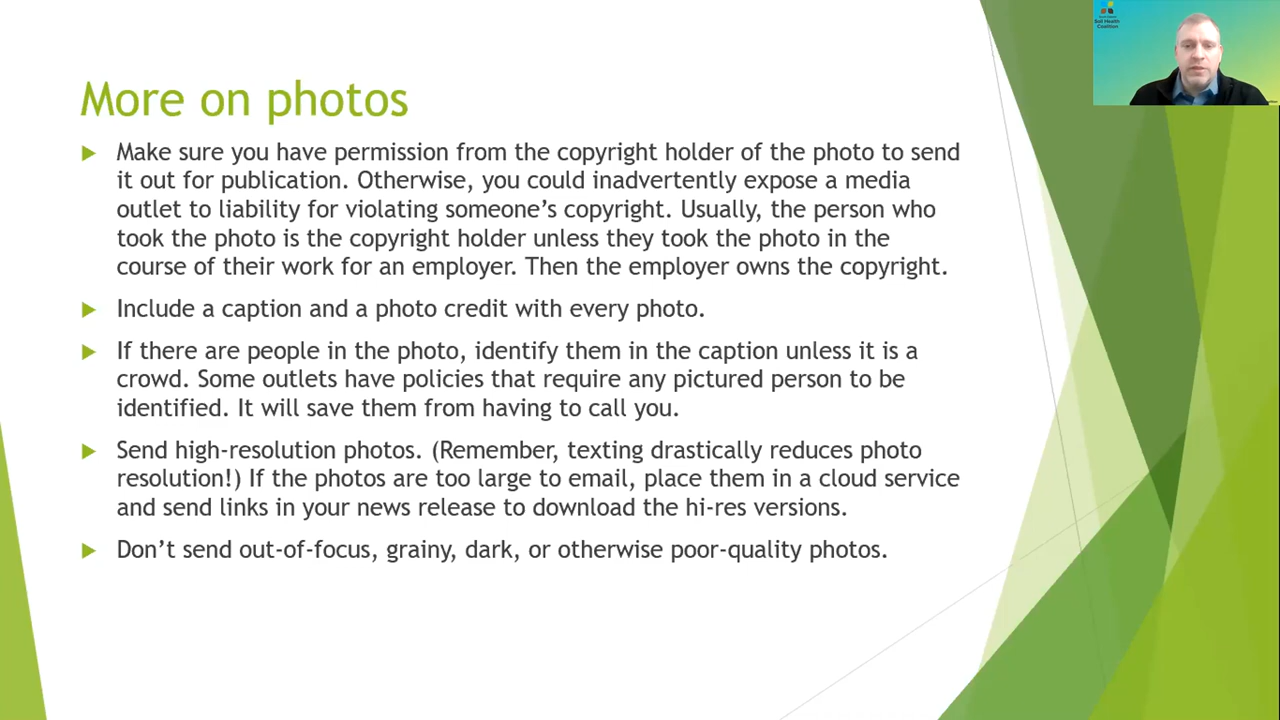 More on photos
Make sure you have permission from the copyright holder of the photo to send
it out for publication. Otherwise, you could inadvertently expose a media
outlet to liability for violating someone’s copyright. Usually, the person who
took the photo is the copyright holder unless they took the photo in the
course of their work for an employer. Then the employer owns the copyright.
Include a caption and a photo credit with every photo.
If there are people in the photo, identify them in the caption unless it is a
crowd. Some outlets have policies that require any pictured person to be
identified. It will save them from having to call you.
Send high-resolution photos. (Remember, texting drastically reduces photo
resolution!) If the photos are too large to email, place them in a cloud service
and send links in your news release to download the hi-res versions.
Don’t send out-of-focus, grainy, dark, or otherwise poor-quality photos.
Soil Health
Coalition